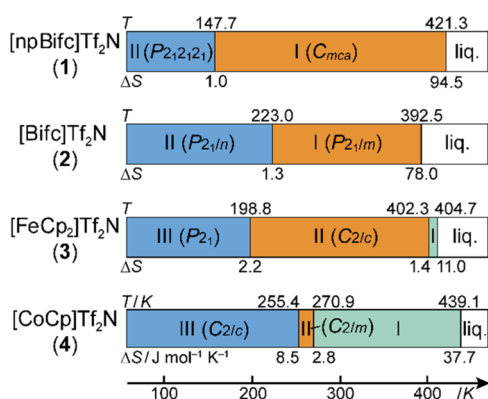 T 147.7 421.3
[npBifc]Tf₂N II (P2₁2₁2₁) I (Cmca) liq.
(1)
ΔS 1.0 94.5
T 223.0 392.5
[Bifc]Tf₂N II (P2₁/n) I (P2₁/m) liq.
(2)
ΔS 1.3 78.0
T 198.8 402.3 404.7
[FeCp₂]Tf₂N III (P2₁) II (C2/c) I liq.
(3)
ΔS 2.2 1.4 11.0
T/K 255.4 270.9 439.1
[CoCp]Tf₂N III (C2/c) II (C2/m) I liq.
(4)
ΔS/J mol⁻¹ K⁻¹ 8.5 2.8 37.7
100 200 300 400 /K